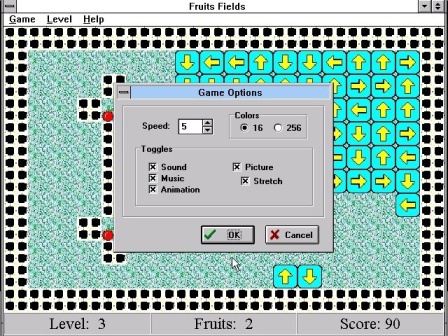 Fruits Fields
Game Level Help
Game Options
Speed: 5
Colors
16 256
Toggles
Sound Picture
Music Stretch
Animation
OK Cancel
Level: 3 Fruits: 2 Score: 90